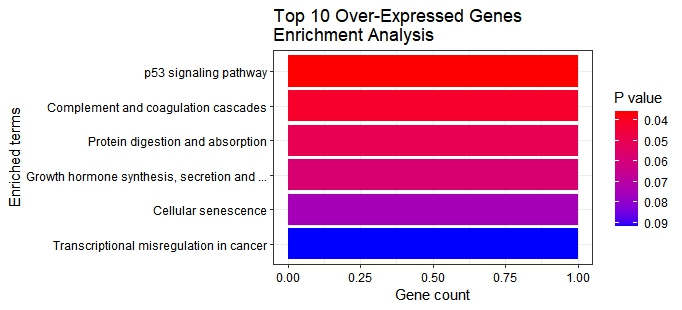 Top 10 Over-Expressed Genes
Enrichment Analysis
Enriched terms
p53 signaling pathway
Complement and coagulation cascades
Protein digestion and absorption
Growth hormone synthesis, secretion and ...
Cellular senescence
Transcriptional misregulation in cancer
0.00 0.25 0.50 0.75 1.00
Gene count
P value
0.04
0.05
0.06
0.07
0.08
0.09